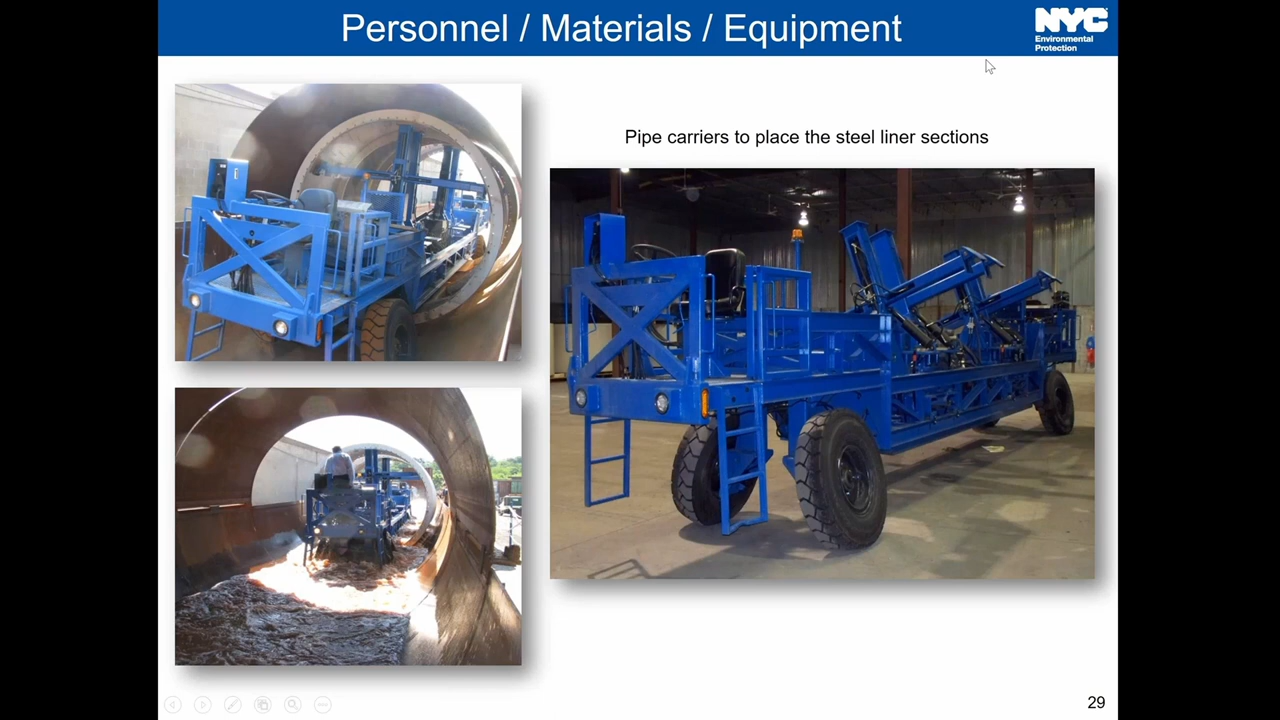 Personnel / Materials / Equipment
NYC
Environmental
Protection
Pipe carriers to place the steel liner sections
29